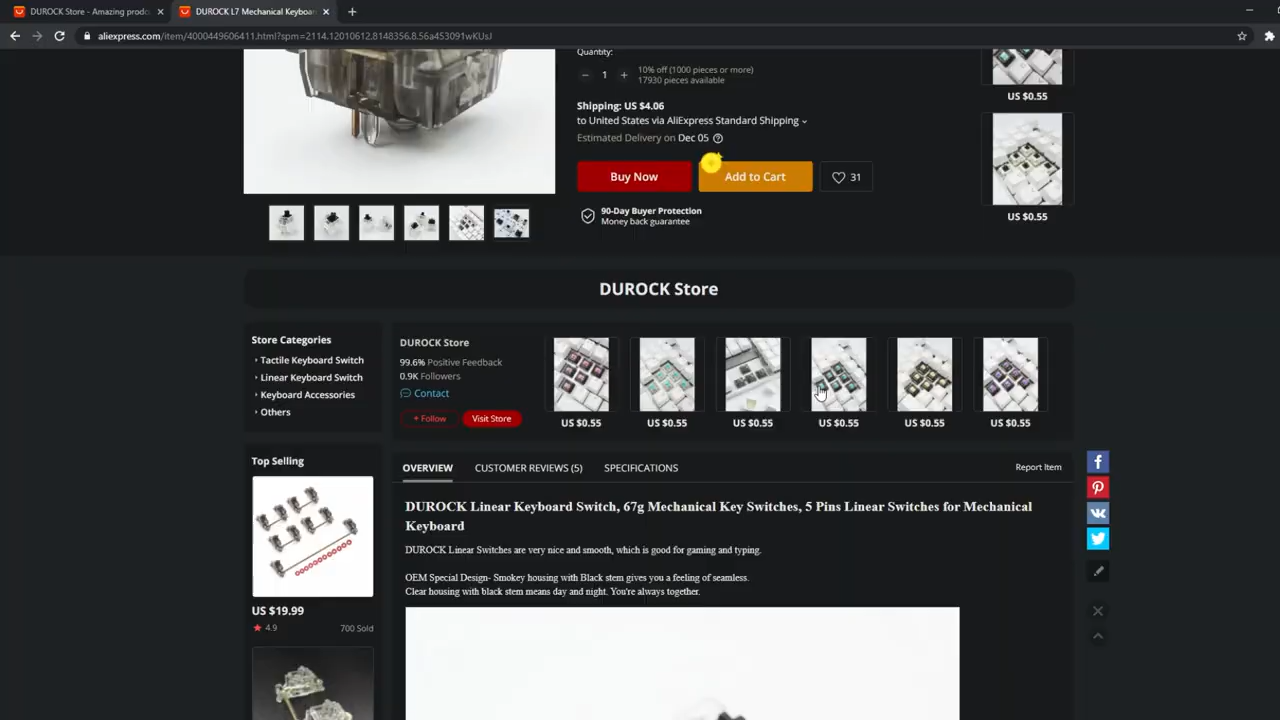 DUROCK Store - Amazing prod
DUROCK L7 Mechanical Keyboar
aliexpress.com/item/4000449606411.html?spm=2114.12010612.8148356.8.56a453091wKUsJ
Quantity:
1
10% off (1000 pieces or more)
17930 pieces available
Shipping: US $4.06
to United States via AliExpress Standard Shipping
Estimated Delivery on Dec 05
Buy Now
Add to Cart
31
90-Day Buyer Protection
Money back guarantee
US $0.55
US $0.55
DUROCK Store
Store Categories
Tactile Keyboard Switch
Linear Keyboard Switch
Keyboard Accessories
Others
DUROCK Store
99.6% Positive Feedback
0.9K Followers
Contact
+ Follow
Visit Store
US $0.55
US $0.55
US $0.55
US $0.55
US $0.55
US $0.55
Top Selling
US $19.99
4.9
700 Sold
OVERVIEW
CUSTOMER REVIEWS (5)
SPECIFICATIONS
Report Item
DUROCK Linear Keyboard Switch, 67g Mechanical Key Switches, 5 Pins Linear Switches for Mechanical
Keyboard
DUROCK Linear Switches are very nice and smooth, which is good for gaming and typing.
OEM Special Design- Smokey housing with Black stem gives you a feeling of seamless.
Clear housing with black stem means day and night. You're always together.